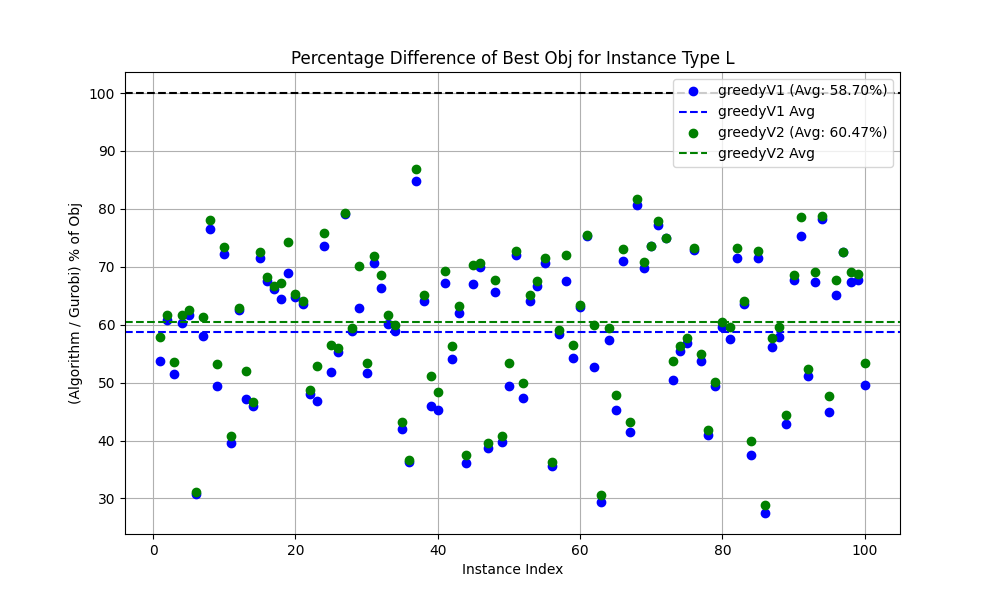 Percentage Difference of Best Obj for Instance Type L
greedyV1 (Avg: 58.70%)
greedyV1 Avg
greedyV2 (Avg: 60.47%)
greedyV2 Avg
(Algorithm / Gurobi) % of Obj
100
90
80
70
60
50
40
30
0 20 40 60 80 100
Instance Index